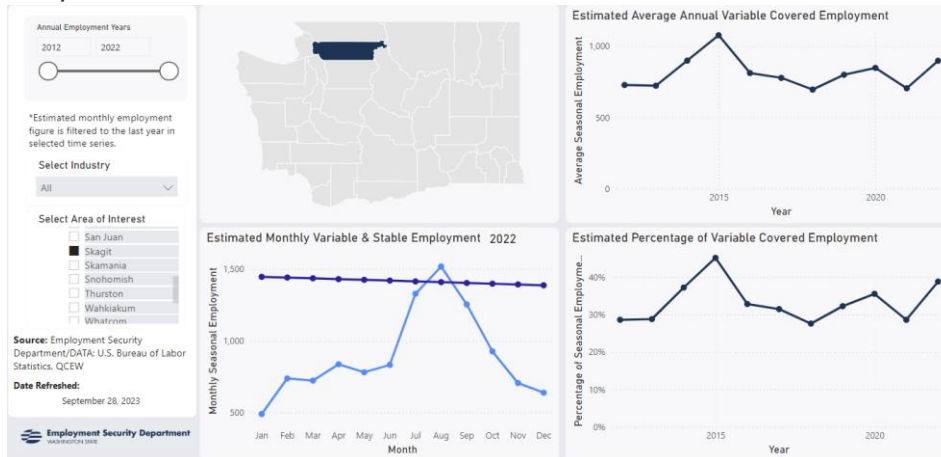 Annual Employment Years
2012 2022
*Estimated monthly employment
figure is filtered to the last year in
selected time series.
Select Industry
All
Select Area of Interest
San Juan
Skagit
Skamania
Snohomish
Thurston
Wahkiakum
Whatcom
Source: Employment Security
Department/DATA; U.S. Bureau of Labor
Statistics, QCEW
Date Refreshed:
September 28, 2023
Employment Security Department
WASHINGTON STATE
Estimated Monthly Variable & Stable Employment 2022
Monthly Seasonal Employment
1,500
1,000
500
Jan Feb Mar Apr May Jun Jul Aug Sep Oct Nov Dec
Month
Estimated Average Annual Variable Covered Employment
Average Seasonal Employment
1,000
500
0
2015 2020
Year
Estimated Percentage of Variable Covered Employment
Percentage of Seasonal Employme...
40%
30%
20%
10%
0%
2015 2020
Year